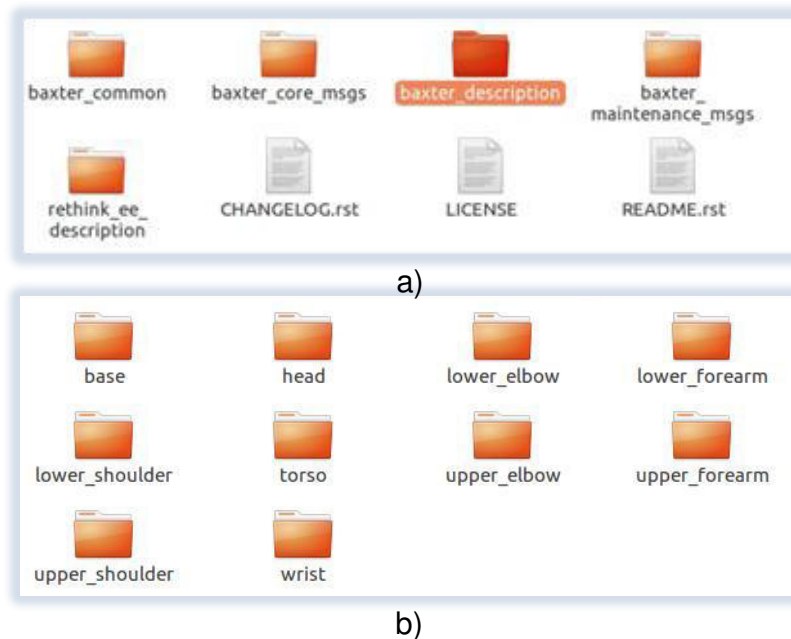 baxter_common baxter_core_msgs baxter_description baxter_
maintenance_msgs
rethink_ee_ CHANGELOG.rst LICENSE README.rst
description
a)
base head lower_elbow lower_forearm
lower_shoulder torso upper_elbow upper_forearm
upper_shoulder wrist
b)